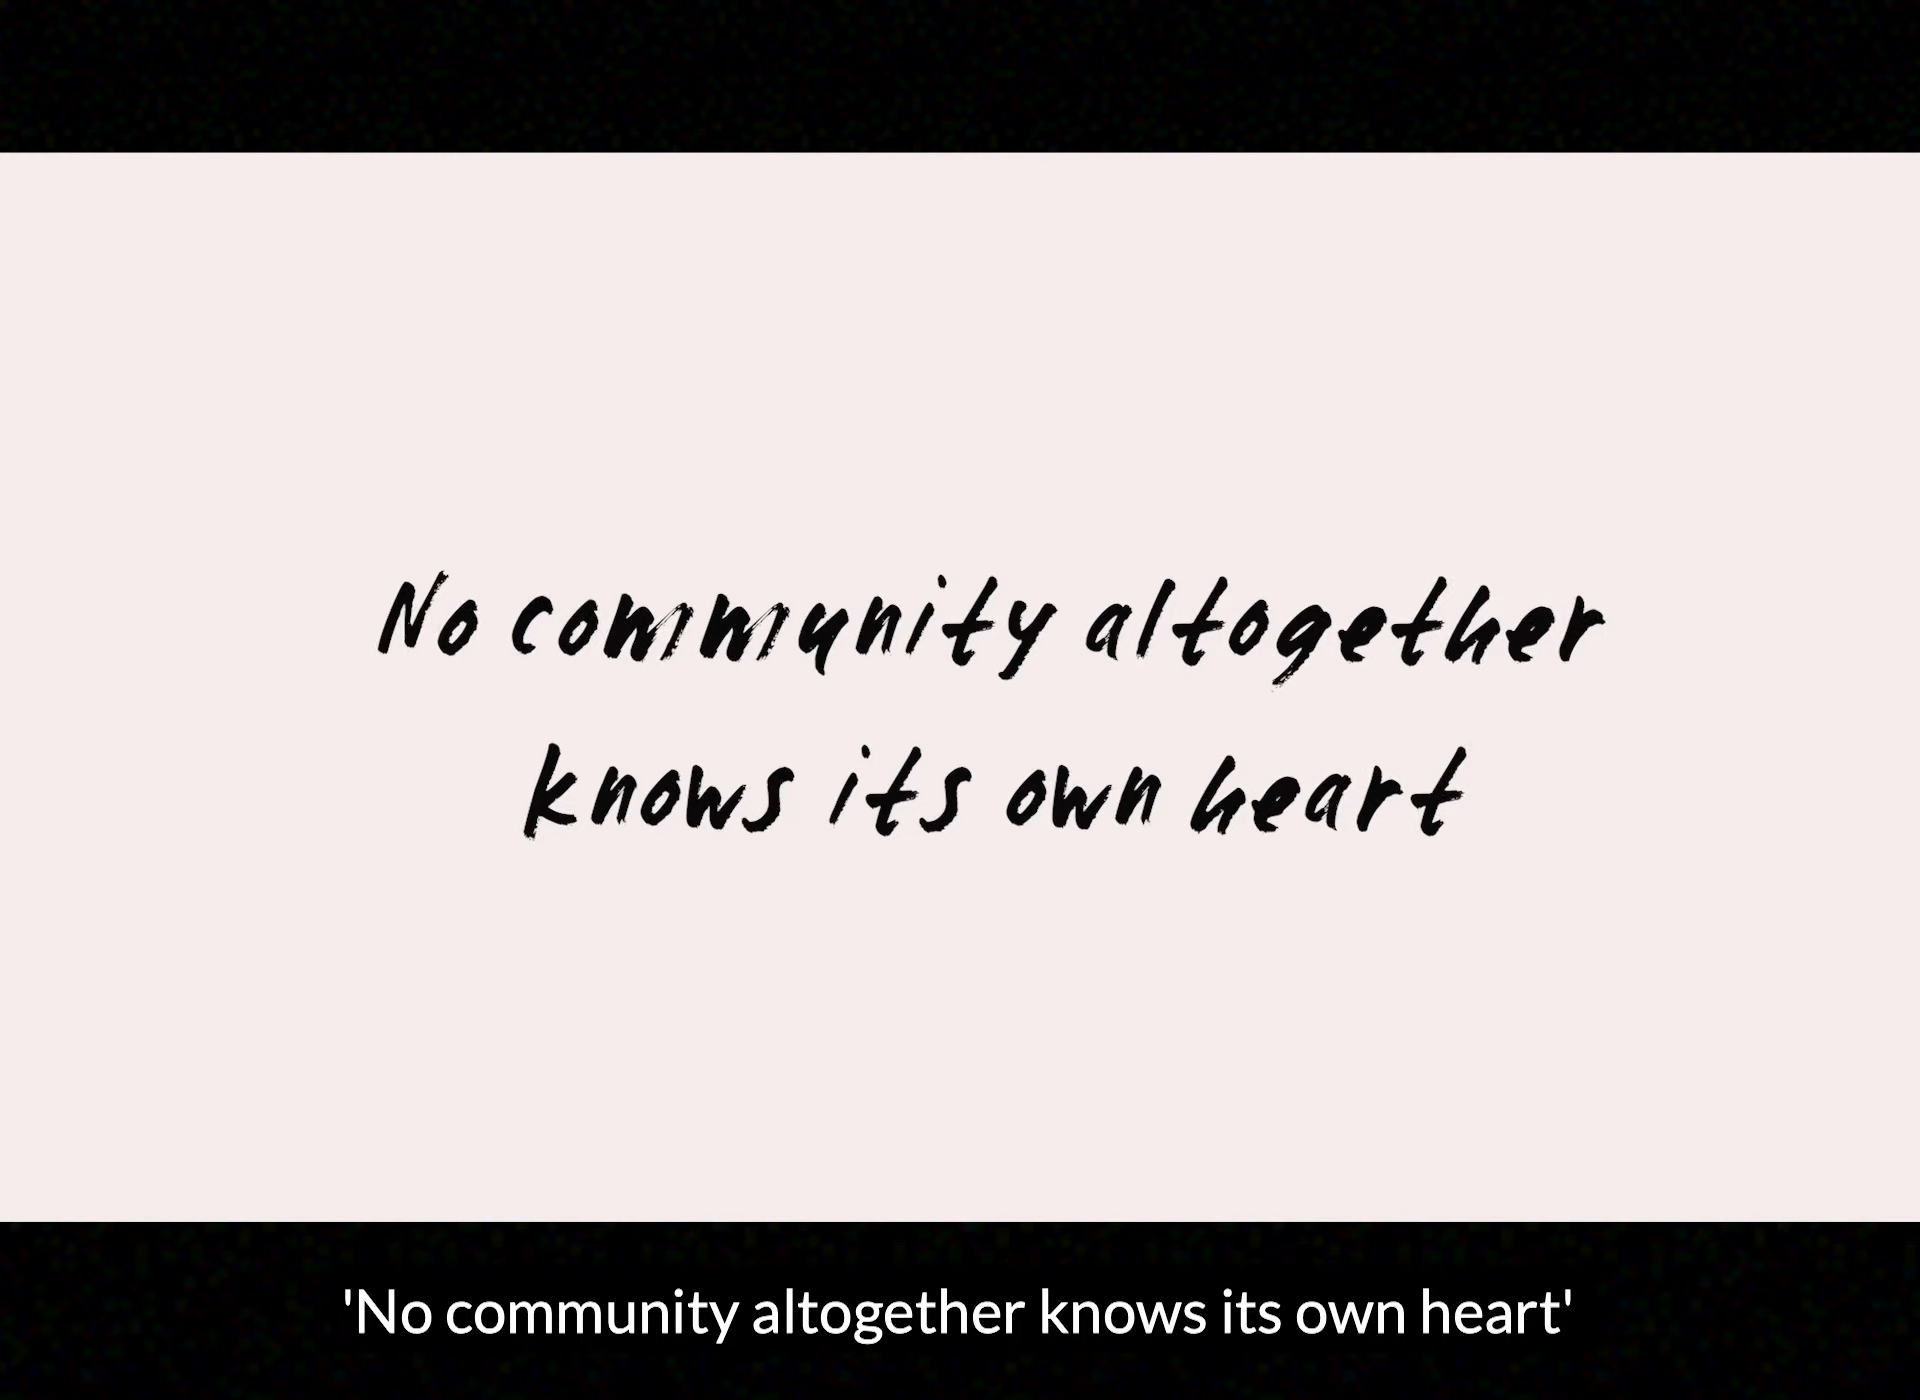 No community altogether
knows its own heart
'No community altogether knows its own heart'